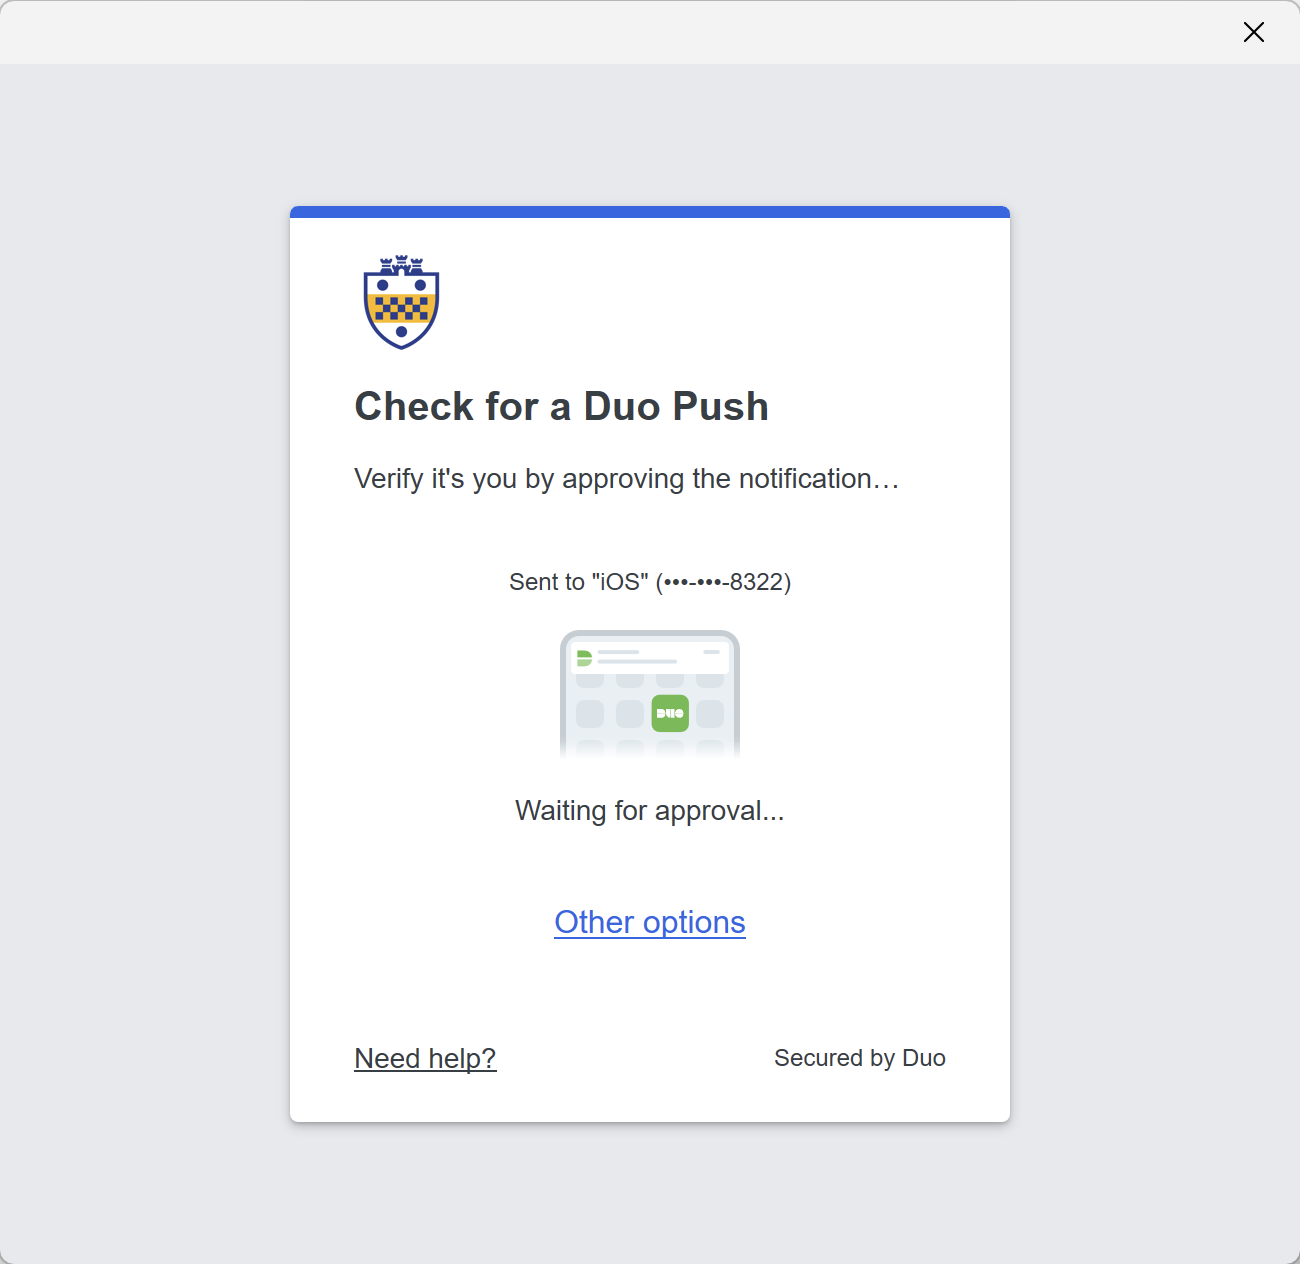 Check for a Duo Push
Verify it's you by approving the notification…
Sent to "iOS" (•••-•••-8322)
DUO
Waiting for approval...
Other options
Need help?
Secured by Duo